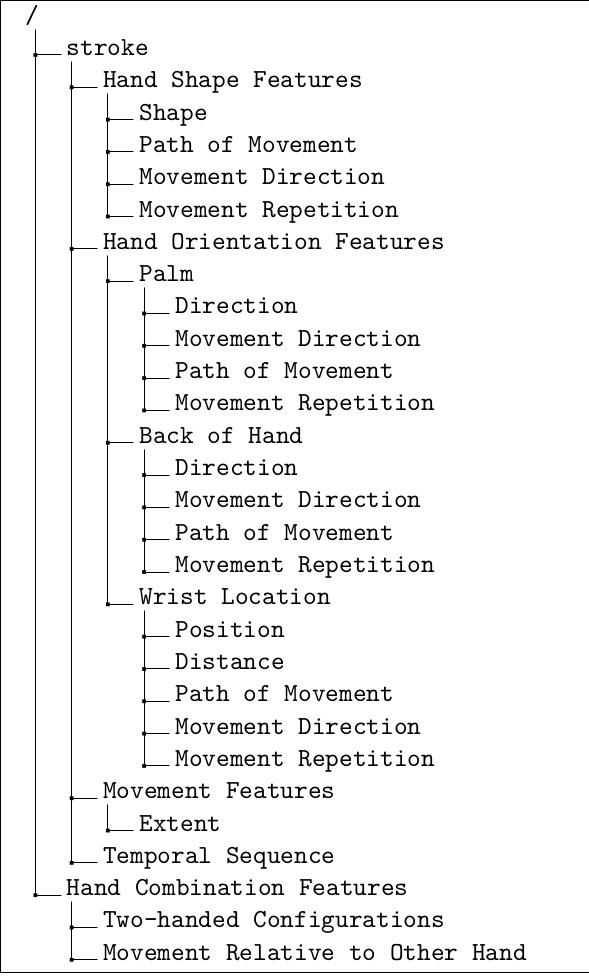 /
stroke
Hand Shape Features
Shape
Path of Movement
Movement Direction
Movement Repetition
Hand Orientation Features
Palm
Direction
Movement Direction
Path of Movement
Movement Repetition
Back of Hand
Direction
Movement Direction
Path of Movement
Movement Repetition
Wrist Location
Position
Distance
Path of Movement
Movement Direction
Movement Repetition
Movement Features
Extent
Temporal Sequence
Hand Combination Features
Two-handed Configurations
Movement Relative to Other Hand